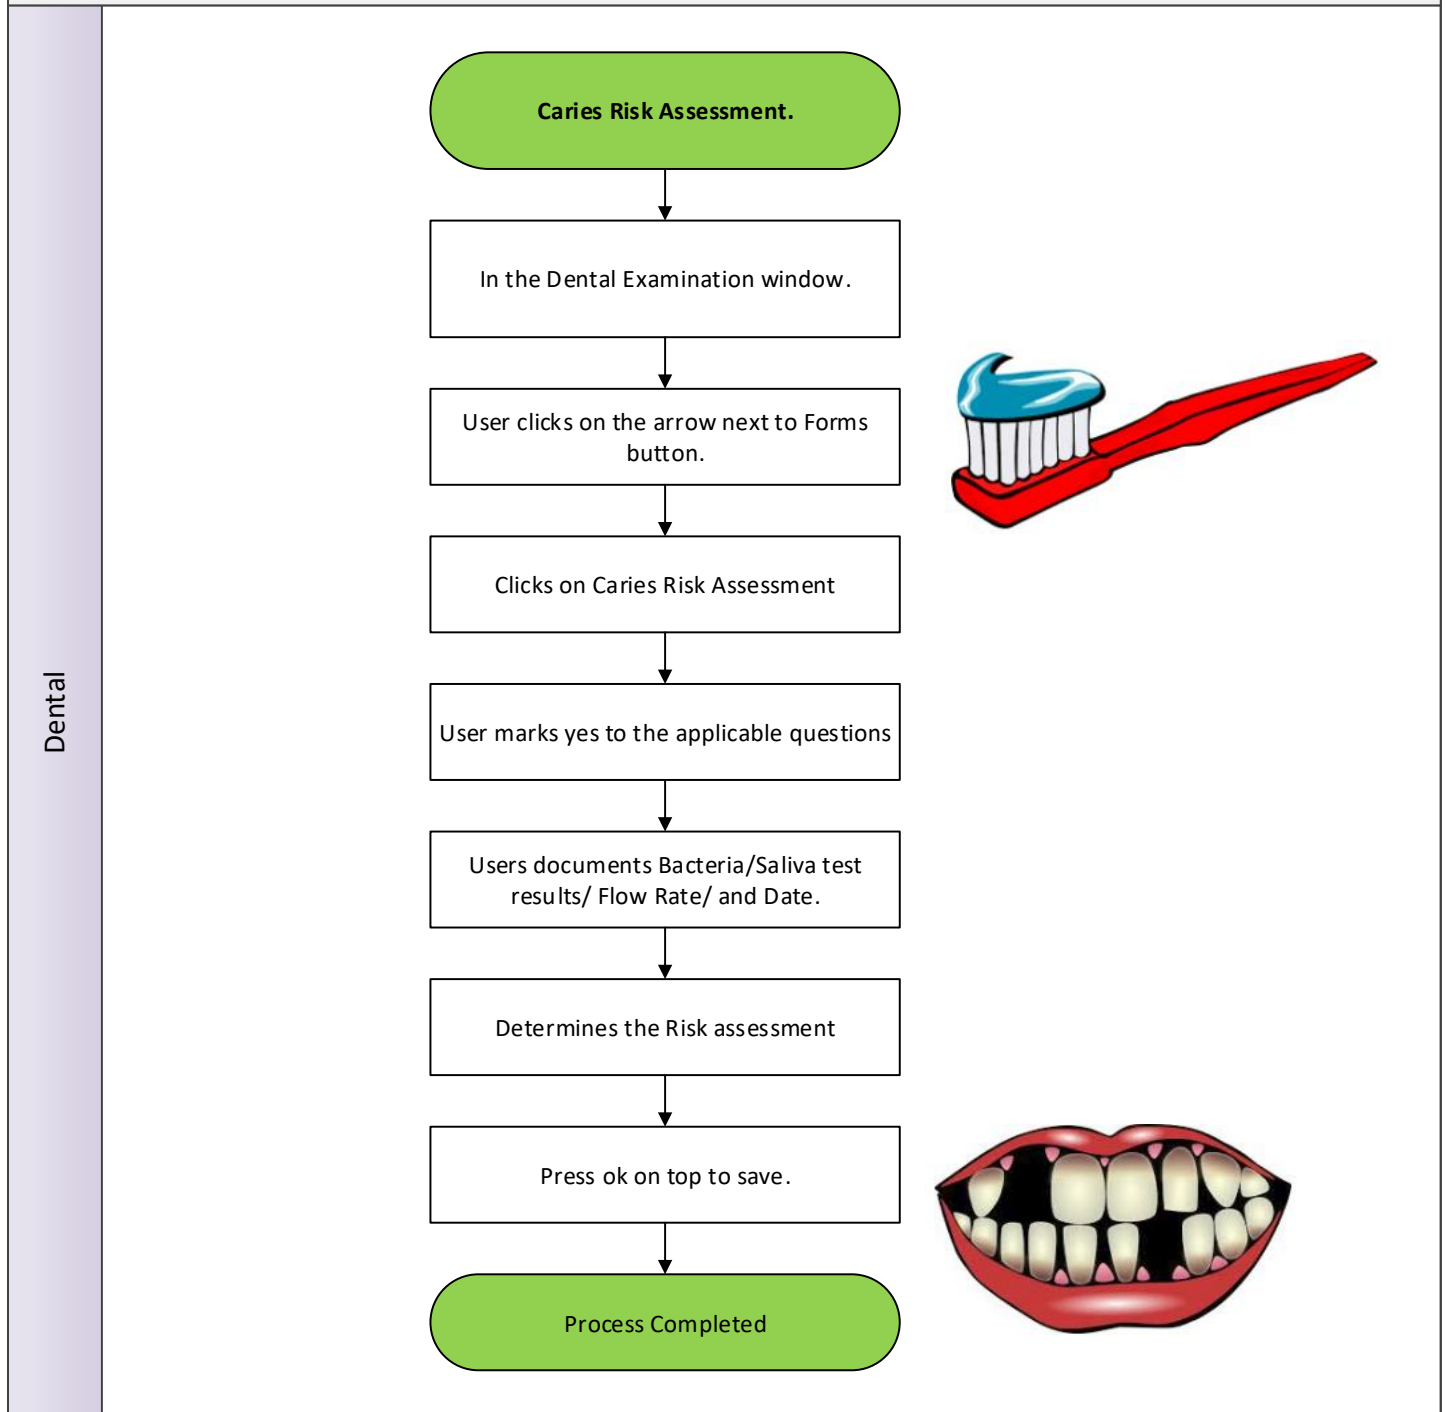 Caries Risk Assessment.
In the Dental Examination window.
User clicks on the arrow next to Forms
button.
Clicks on Caries Risk Assessment
Dental
User marks yes to the applicable questions
Users documents Bacteria/Saliva test
results/ Flow Rate/ and Date.
Determines the Risk assessment
Press ok on top to save.
Process Completed